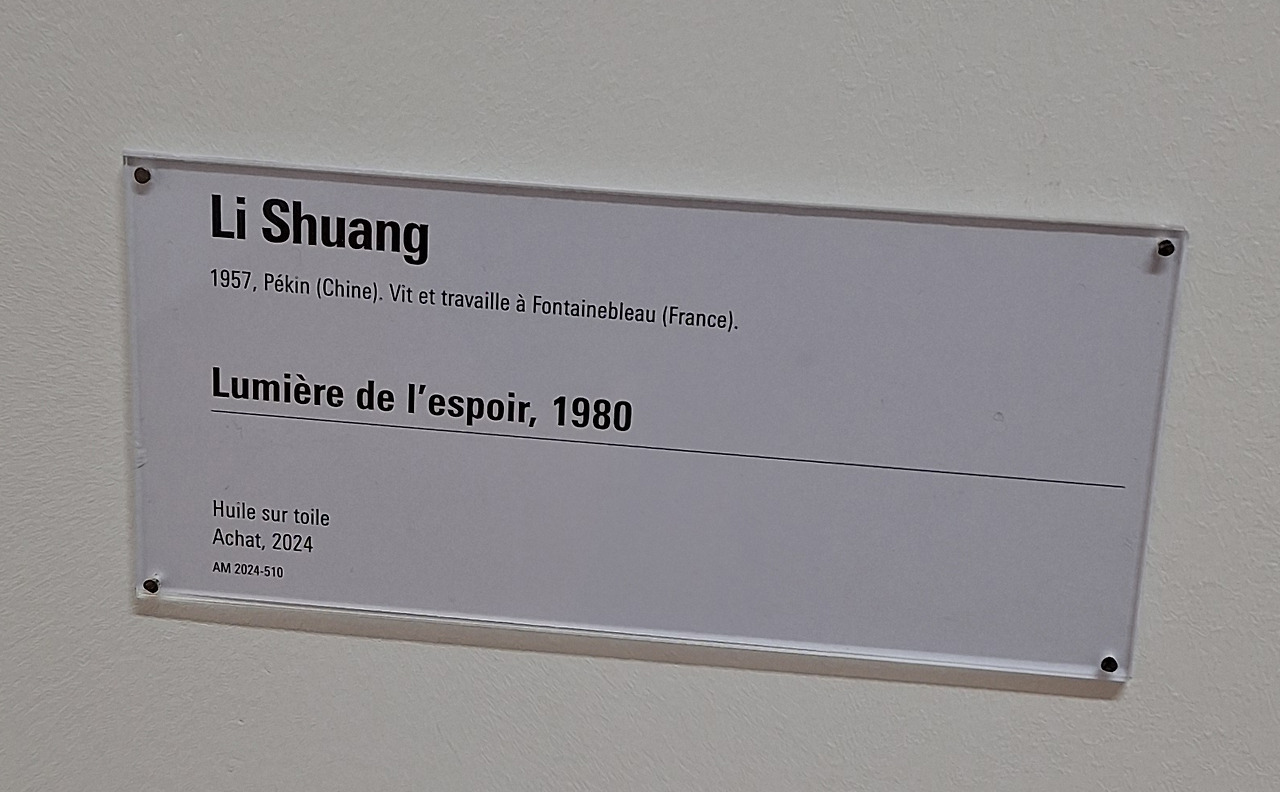 Li Shuang
1957, Pékin (Chine). Vit et travaille à Fontainebleau (France).
Lumière de l’espoir, 1980
Huile sur toile
Achat, 2024
AM 2024-510